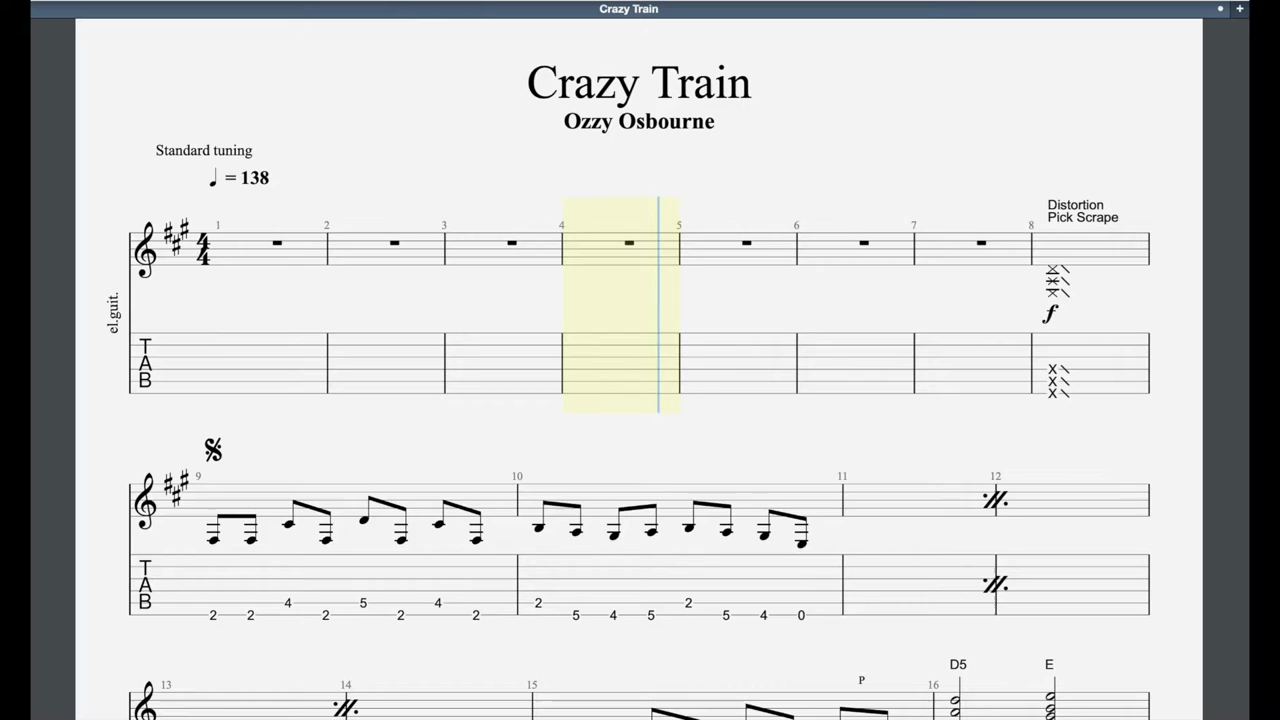 Crazy Train
Crazy Train
Ozzy Osbourne
Standard tuning
= 138
Distortion
Pick Scrape
1 2 3 4 5 6 7 8
4
4
el.guit.
f
T
A
B
X
X
X
9 10 11 12
T
A
B
4 5 4 2 2
2 2 2 2 2 5 4 5 5 4 0
D5 E
P
13 14 15 16